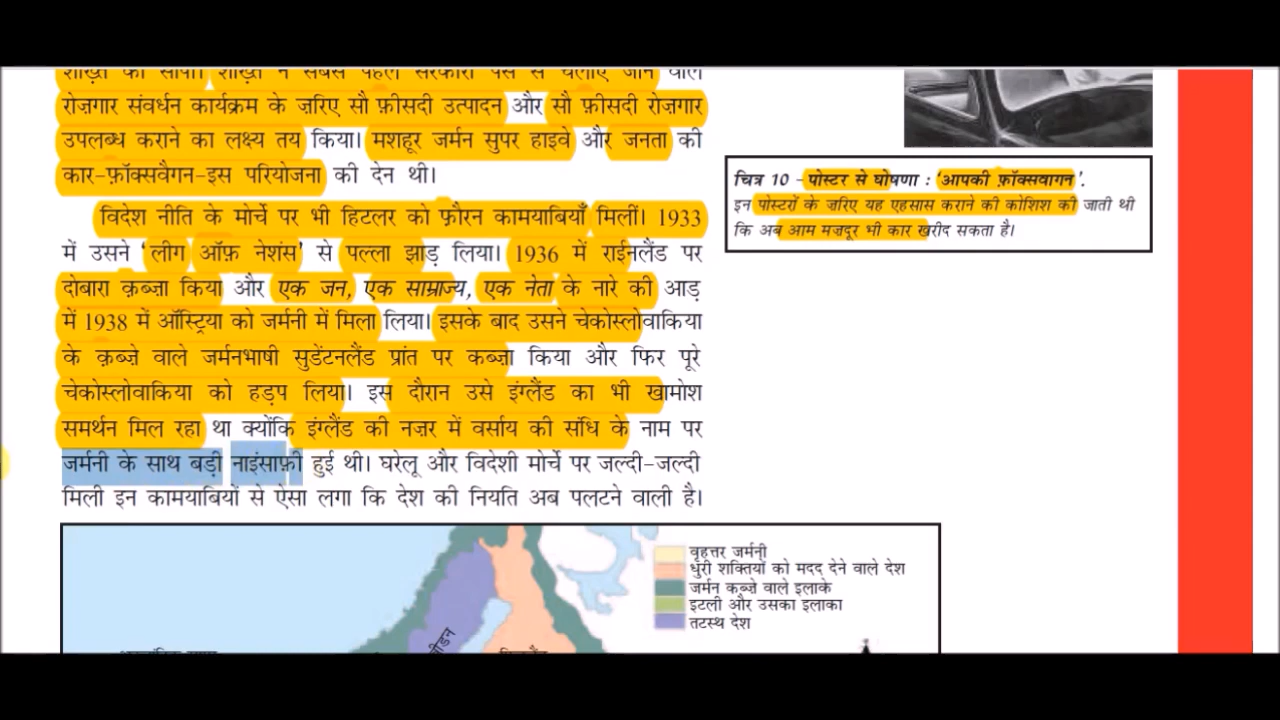 रोज़गार संवर्धन कार्यक्रम के ज़रिए सौ फ़ीसदी उत्पादन और सौ फ़ीसदी रोज़गार
उपलब्ध कराने का लक्ष्य तय किया। मशहूर जर्मन सुपर हाइवे और जनता की
कार-फ़ॉक्सवैगन-इस परियोजना की देन थी।
विदेश नीति के मोर्चे पर भी हिटलर को फ़ौरन कामयाबियाँ मिलीं। 1933
में उसने 'लीग ऑफ़ नेशंस' से पल्ला झाड़ लिया। 1936 में राईनलैंड पर
दोबारा क़ब्ज़ा किया और एक जन, एक साम्राज्य, एक नेता के नारे की आड़
में 1938 में ऑस्ट्रिया को जर्मनी में मिला लिया। इसके बाद उसने चेकोस्लोवाकिया
के क़ब्ज़े वाले जर्मनभाषी सुडेंटनलैंड प्रांत पर कब्ज़ा किया और फिर पूरे
चेकोस्लोवाकिया को हड़प लिया। इस दौरान उसे इंग्लैंड का भी खामोश
समर्थन मिल रहा था क्योंकि इंग्लैंड की नज़र में वर्साय की संधि के नाम पर
जर्मनी के साथ बड़ी नाइंसाफ़ी हुई थी। घरेलू और विदेशी मोर्चे पर जल्दी-जल्दी
मिली इन कामयाबियों से ऐसा लगा कि देश की नियति अब पलटने वाली है।
चित्र 10 - पोस्टर से घोषणा : 'आपकी फ़ॉक्सवागन'.
इन पोस्टरों के ज़रिए यह एहसास कराने की कोशिश की जाती थी
कि अब आम मज़दूर भी कार खरीद सकता है।
वृहत्तर जर्मनी
धुरी शक्तियों को मदद देने वाले देश
जर्मन कब्ज़े वाले इलाके
इटली और उसका इलाका
तटस्थ देश